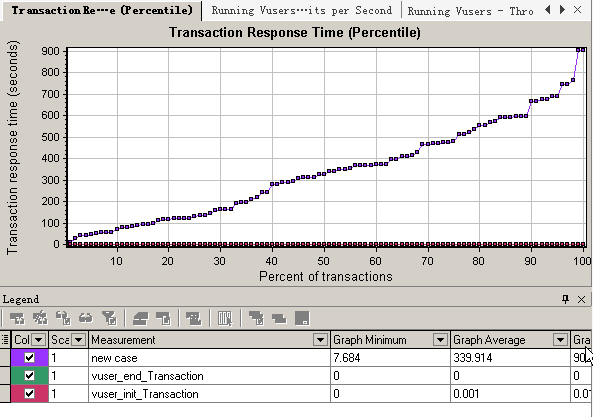 Transaction Re…e (Percentile)
Running Vusers…its per Second
Running Vusers - Thro
Transaction Response Time (Percentile)
Transaction response time (seconds)
900
800
700
600
500
400
300
200
100
0
10 20 30 40 50 60 70 80 90 100
Percent of transactions
Legend
Col Sca Measurement Graph Minimum Graph Average Gra
1 new case 7.684 339.914 90
1 vuser_end_Transaction 0 0 0
1 vuser_init_Transaction 0 0.001 0.0